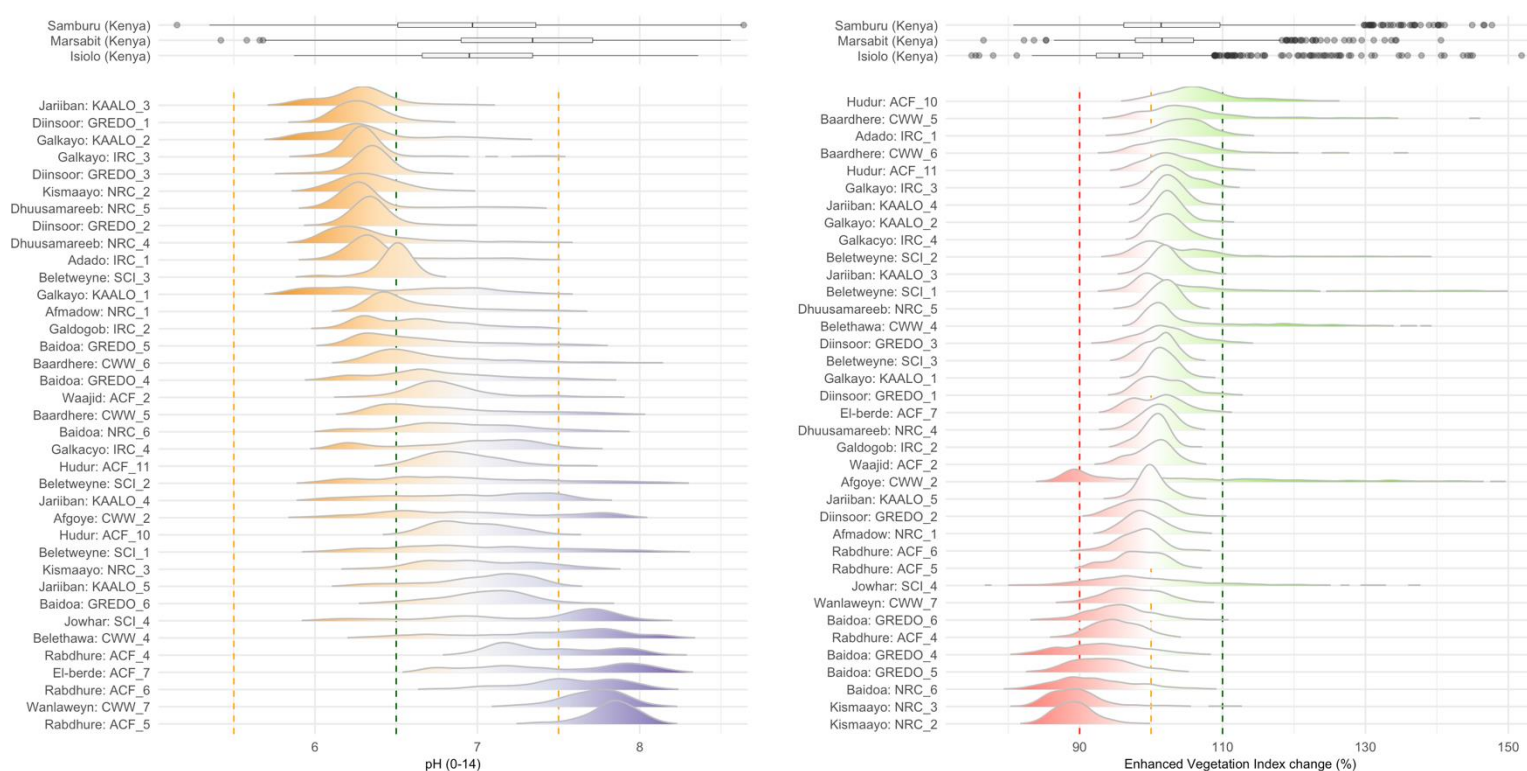 Samburu (Kenya)
Marsabit (Kenya)
Isiolo (Kenya)
Jariiban: KAALO_3
Diinsoor: GREDO_1
Galkayo: KAALO_2
Galkayo: IRC_3
Diinsoor: GREDO_3
Kismaayo: NRC_2
Dhuusamareeb: NRC_5
Diinsoor: GREDO_2
Dhuusamareeb: NRC_4
Adado: IRC_1
Beletweyne: SCI_3
Galkayo: KAALO_1
Afmadow: NRC_1
Galdogob: IRC_2
Baidoa: GREDO_5
Baardhere: CWW_6
Baidoa: GREDO_4
Waajid: ACF_2
Baardhere: CWW_5
Baidoa: NRC_6
Galkacyo: IRC_4
Hudur: ACF_11
Beletweyne: SCI_2
Jariiban: KAALO_4
Afgoye: CWW_2
Hudur: ACF_10
Beletweyne: SCI_1
Kismaayo: NRC_3
Jariiban: KAALO_5
Baidoa: GREDO_6
Jowhar: SCI_4
Belethawa: CWW_4
Rabdhure: ACF_4
El-berde: ACF_7
Rabdhure: ACF_6
Wanlaweyn: CWW_7
Rabdhure: ACF_5
6 7 8
pH (0-14)
Samburu (Kenya)
Marsabit (Kenya)
Isiolo (Kenya)
Hudur: ACF_10
Baardhere: CWW_5
Adado: IRC_1
Baardhere: CWW_6
Hudur: ACF_11
Galkayo: IRC_3
Jariiban: KAALO_4
Galkayo: KAALO_2
Galkacyo: IRC_4
Beletweyne: SCI_2
Jariiban: KAALO_3
Beletweyne: SCI_1
Dhuusamareeb: NRC_5
Belethawa: CWW_4
Diinsoor: GREDO_3
Beletweyne: SCI_3
Galkayo: KAALO_1
Diinsoor: GREDO_1
El-berde: ACF_7
Dhuusamareeb: NRC_4
Galdogob: IRC_2
Waajid: ACF_2
Afgoye: CWW_2
Jariiban: KAALO_5
Diinsoor: GREDO_2
Afmadow: NRC_1
Rabdhure: ACF_6
Rabdhure: ACF_5
Jowhar: SCI_4
Wanlaweyn: CWW_7
Baidoa: GREDO_6
Rabdhure: ACF_4
Baidoa: GREDO_4
Baidoa: GREDO_5
Baidoa: NRC_6
Kismaayo: NRC_3
Kismaayo: NRC_2
90 110 130 150
Enhanced Vegetation Index change (%)